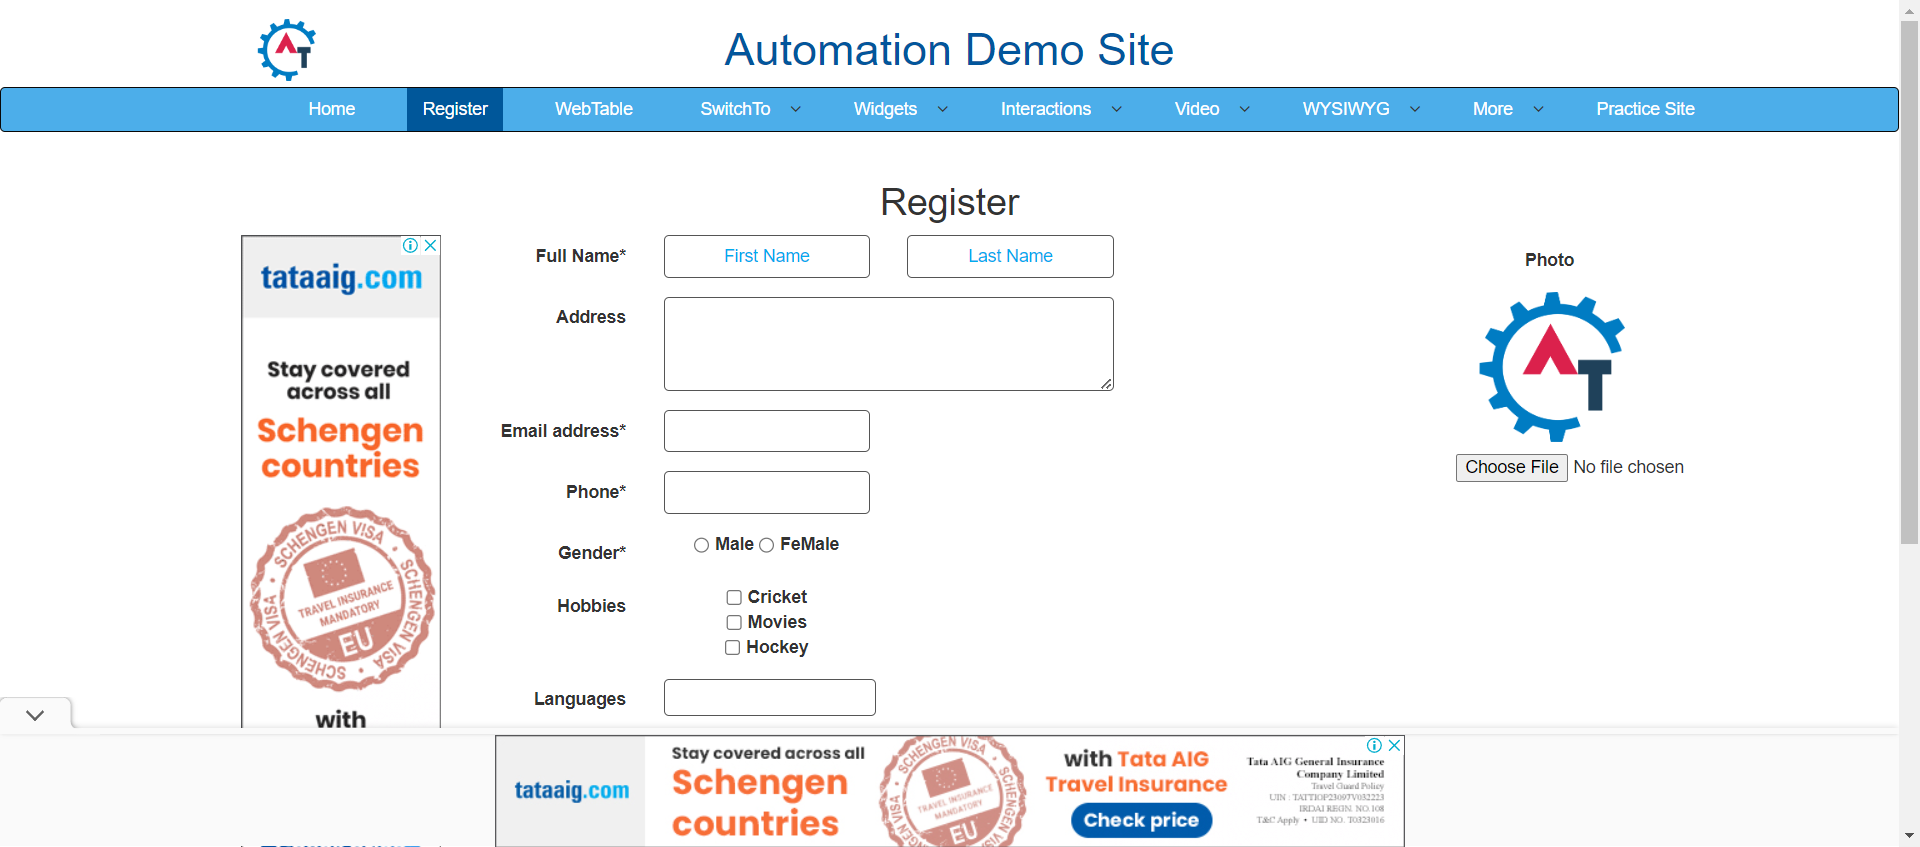 AT
Automation Demo Site
Home Register WebTable SwitchTo Widgets Interactions Video WYSIWYG More Practice Site
Register
tataaig.com
Stay covered
across all
Schengen
countries
SCHENGEN VISA • SCHENGEN VISA • SCHENGEN VISA •
TRAVEL INSURANCE
MANDATORY
EU
with
Full Name* First Name Last Name
Address
Email address*
Phone*
Gender* Male FeMale
Hobbies Cricket
Movies
Hockey
Languages
Photo
AT
Choose File No file chosen
tataaig.com
Stay covered across all
Schengen
countries
SCHENGEN VISA
TRAVEL INSURANCE
MANDATORY
EU
with Tata AIG
Travel Insurance
Check price
Tata AIG General Insurance
Company Limited
Travel Guard Policy
UIN : TATTIOP23097V032223
IRDAI REGN. NO.108
T&C Apply • UID NO. T0323016